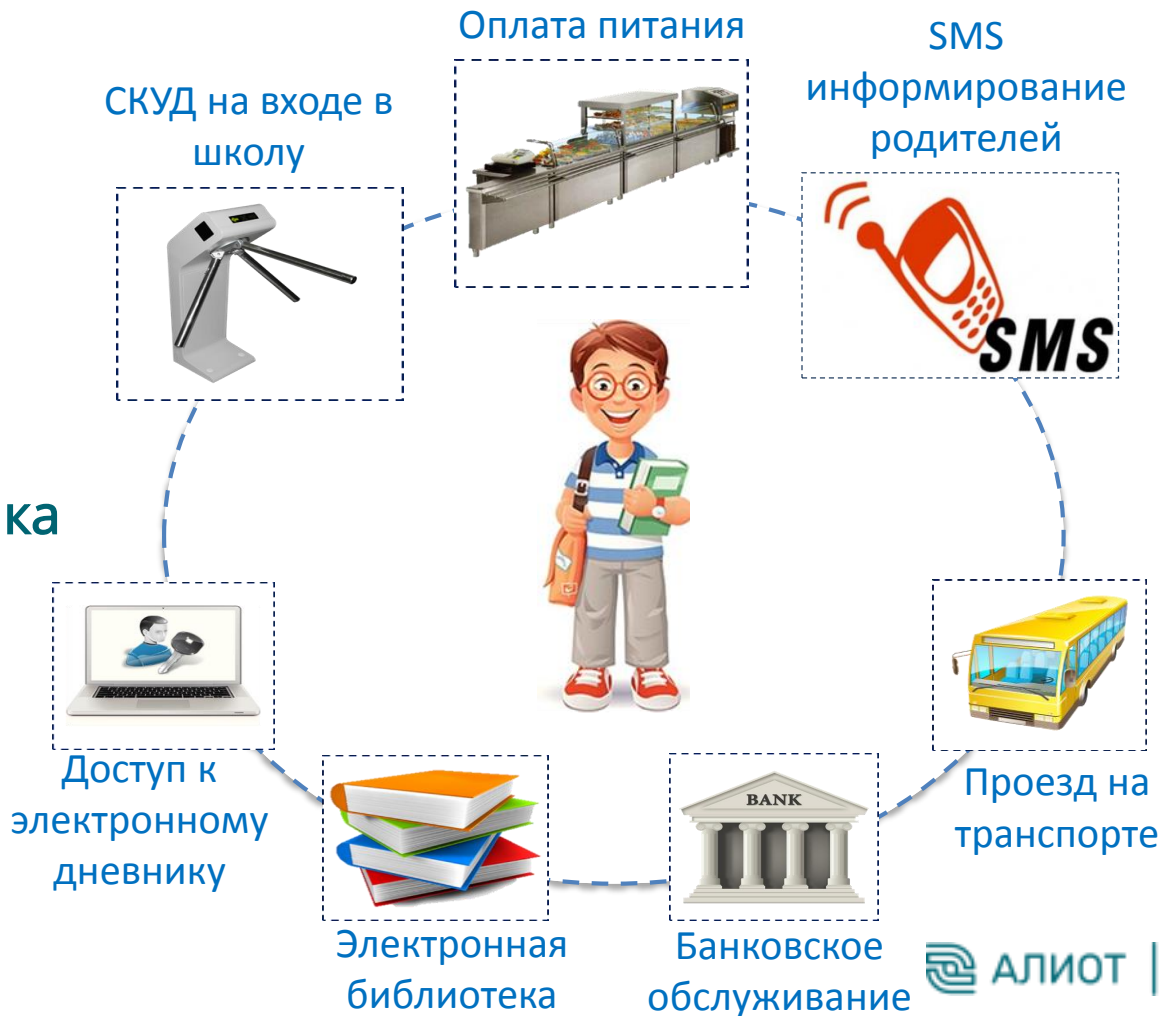 Оплата питания
SMS
информирование
родителей
СКУД на входе в
школу
SMS
ка
Доступ к
электронному
дневнику
Проезд на
транспорте
BANK
Электронная
библиотека
Банковское
обслуживание
АЛИОТ